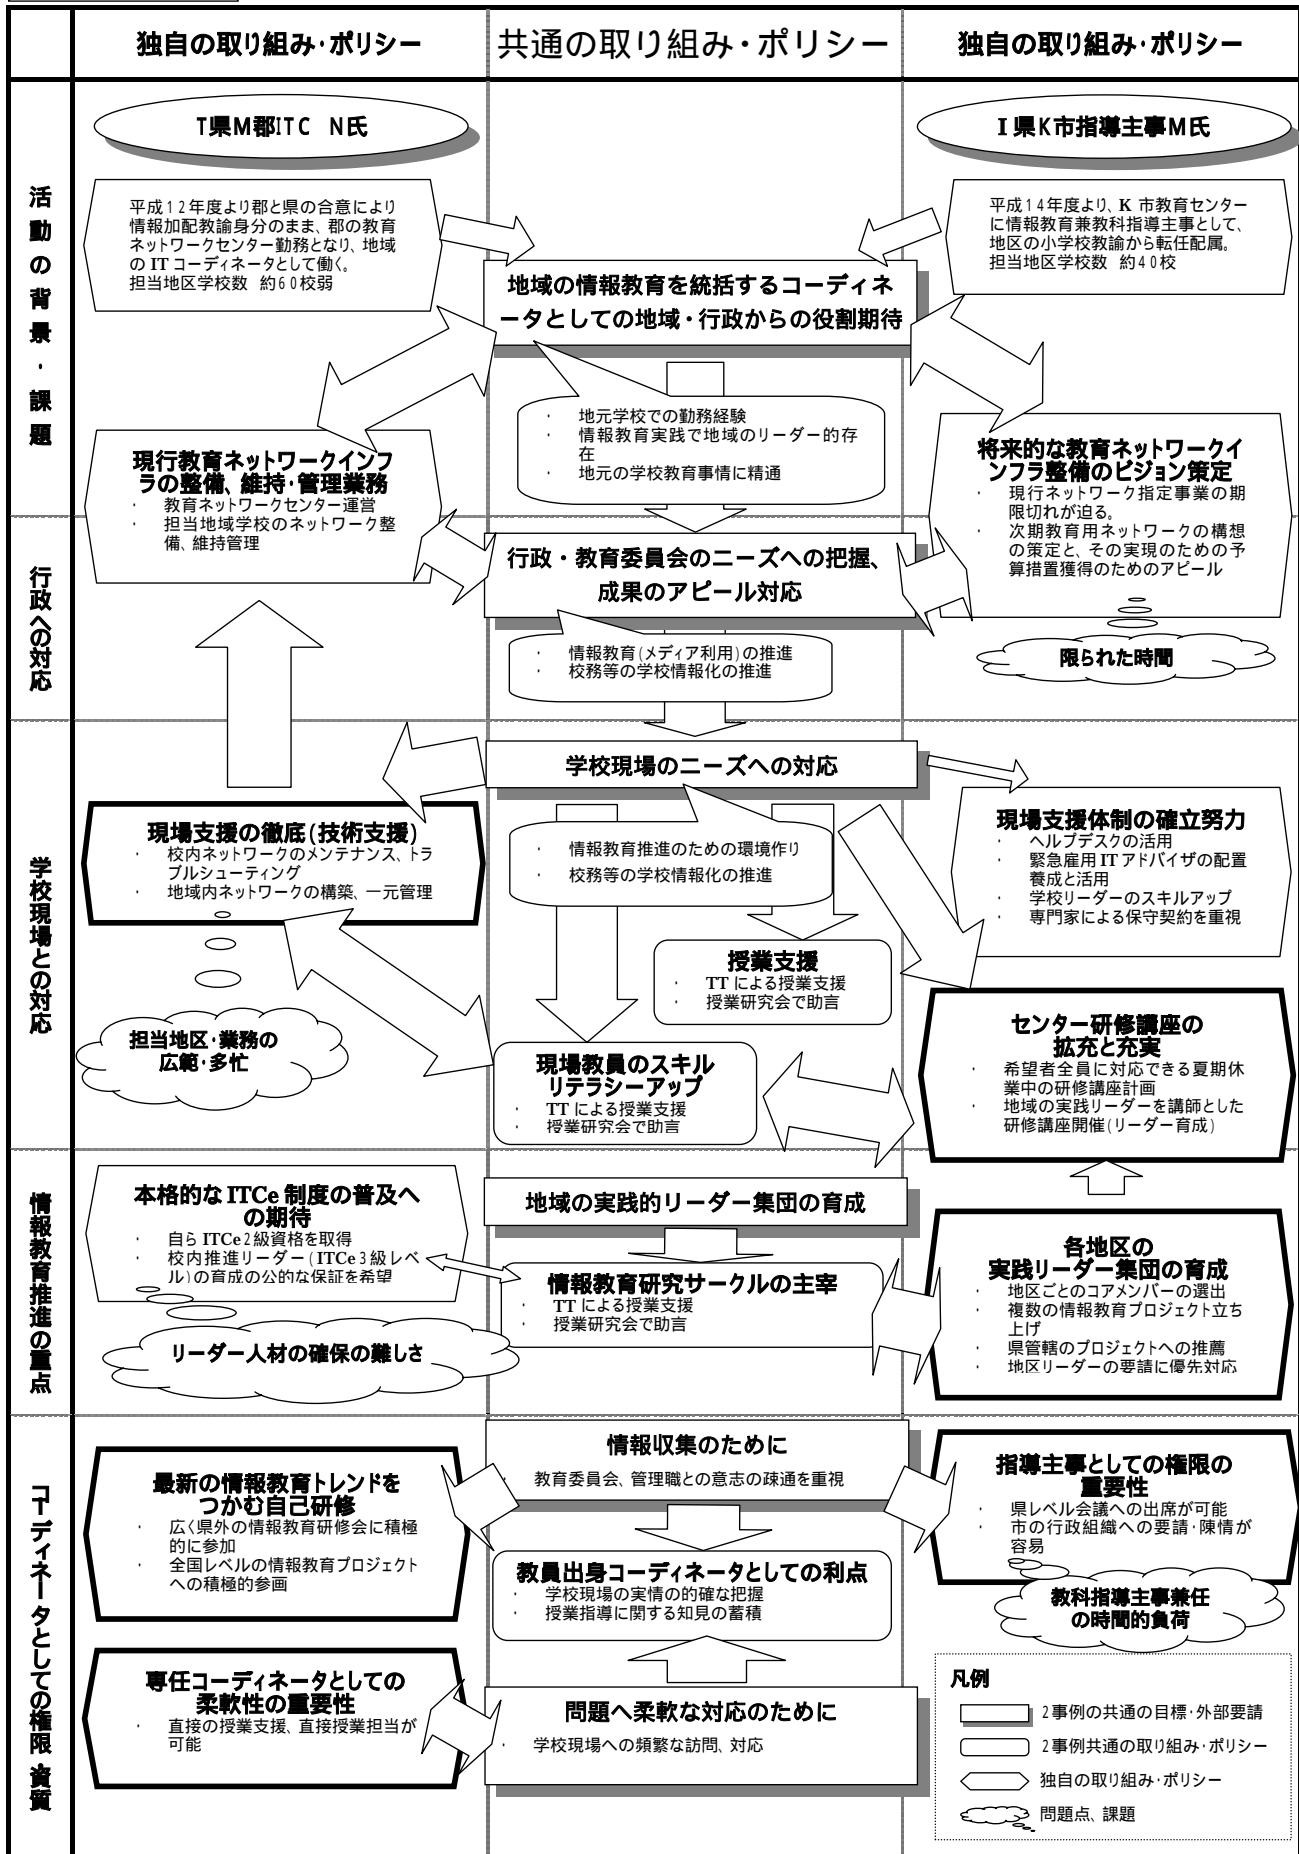 独自の取り組み・ポリシー
共通の取り組み・ポリシー
独自の取り組み・ポリシー
活動の背景・課題
T県M郡ITC N氏
I県K市指導主事M氏
平成12年度より郡と県の合意により
情報加配教諭身分のまま、郡の教育
ネットワークセンター勤務となり、地域
の IT コーディネータとして働く。
担当地区学校数 約60校弱
平成14年度より、K 市教育センター
に情報教育兼教科指導主事として、
地区の小学校教諭から転任配属。
担当地区学校数 約40校
地域の情報教育を統括するコーディネ
ータとしての地域・行政からの役割期待
・ 地元学校での勤務経験
・ 情報教育実践で地域のリーダー的存
在
・ 地元の学校教育事情に精通
現行教育ネットワークインフ
ラの整備、維持・管理業務
・ 教育ネットワークセンター運営
・ 担当地域学校のネットワーク整
備、維持管理
将来的な教育ネットワークイ
ンフラ整備のビジョン策定
・ 現行ネットワーク指定事業の期
限切れが迫る。
・ 次期教育用ネットワークの構想
の策定と、その実現のための予
算措置獲得のためのアピール
行政への対応
行政・教育委員会のニーズへの把握、
成果のアピール対応
・ 情報教育(メディア利用)の推進
・ 校務等の学校情報化の推進
限られた時間
学校現場との対応
学校現場のニーズへの対応
・ 情報教育推進のための環境作り
・ 校務等の学校情報化の推進
現場支援の徹底(技術支援)
・ 校内ネットワークのメンテナンス、トラ
ブルシューティング
・ 地域内ネットワークの構築、一元管理
現場支援体制の確立努力
・ ヘルプデスクの活用
・ 緊急雇用 IT アドバイザの配置
養成と活用
・ 学校リーダーのスキルアップ
・ 専門家による保守契約を重視
授業支援
・ TT による授業支援
・ 授業研究会で助言
担当地区・業務の
広範・多忙
現場教員のスキル
リテラシーアップ
・ TT による授業支援
・ 授業研究会で助言
センター研修講座の
拡充と充実
・ 希望者全員に対応できる夏期休
業中の研修講座計画
・ 地域の実践リーダーを講師とした
研修講座開催(リーダー育成)
情報教育推進の重点
本格的な ITCe 制度の普及へ
の期待
・ 自ら ITCe2級資格を取得
・ 校内推進リーダー(ITCe3級レベ
ル)の育成の公的な保証を希望
リーダー人材の確保の難しさ
地域の実践的リーダー集団の育成
情報教育研究サークルの主宰
・ TT による授業支援
・ 授業研究会で助言
各地区の
実践リーダー集団の育成
・ 地区ごとのコアメンバーの選出
・ 複数の情報教育プロジェクト立ち
上げ
・ 県管轄のプロジェクトへの推薦
・ 地区リーダーの要請に優先対応
コーディネータとしての権限・資質
最新の情報教育トレンドを
つかむ自己研修
・ 広く県外の情報教育研修会に積極
的に参加
・ 全国レベルの情報教育プロジェクト
への積極的参画
情報収集のために
・ 教育委員会、管理職との意志の疎通を重視
指導主事としての権限の
重要性
・ 県レベル会議への出席が可能
・ 市の行政組織への要請・陳情が
容易
教員出身コーディネータとしての利点
・ 学校現場の実情の的確な把握
・ 授業指導に関する知見の蓄積
教科指導主事兼任
の時間的負荷
専任コーディネータとしての
柔軟性の重要性
・ 直接の授業支援、直接授業担当が
可能
問題へ柔軟な対応のために
・ 学校現場への頻繁な訪問、対応
凡例
2事例の共通の目標・外部要請
2事例共通の取り組み・ポリシー
独自の取り組み・ポリシー
問題点、課題